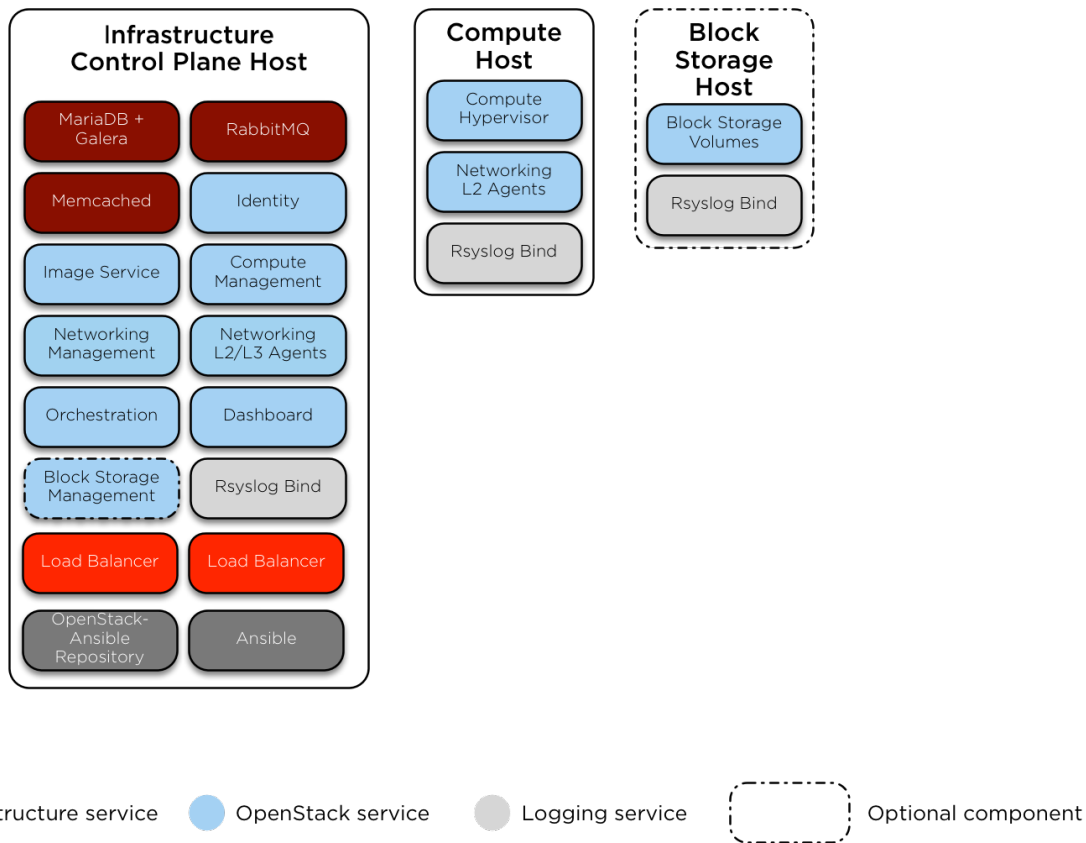 Infrastructure
Control Plane Host
MariaDB +
Galera
RabbitMQ
Memcached
Identity
Image Service
Compute
Management
Networking
Management
Networking
L2/L3 Agents
Orchestration
Dashboard
Block Storage
Management
Rsyslog Bind
Load Balancer
Load Balancer
OpenStack-
Ansible
Repository
Ansible
Compute
Host
Compute
Hypervisor
Networking
L2 Agents
Rsyslog Bind
Block
Storage
Host
Block Storage
Volumes
Rsyslog Bind
structure service
OpenStack service
Logging service
Optional component